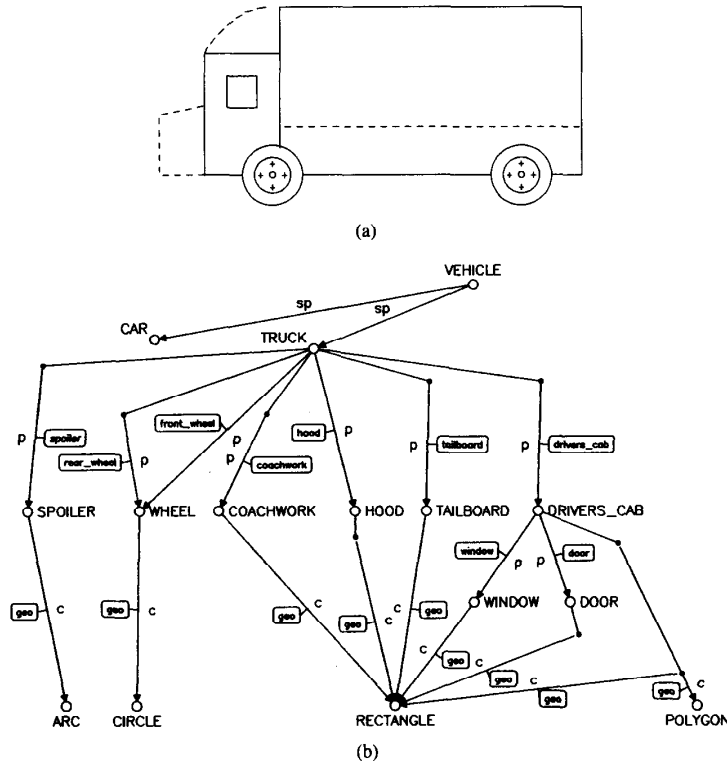 (a)
VEHICLE
sp
sp
CAR
TRUCK
front_wheel
hood
p
p
spoiler
p
p
tailboard
p
drivers_cab
rear_wheel
p
p
coachwork
SPOILER
WHEEL
COACHWORK
HOOD
TAILBOARD
DRIVERS_CAB
window
p
p
door
WINDOW
DOOR
geo
c
geo
c
geo
c
geo
c
c
geo
c
geo
c
geo
c
geo
geo
c
ARC
CIRCLE
RECTANGLE
POLYGON
(b)